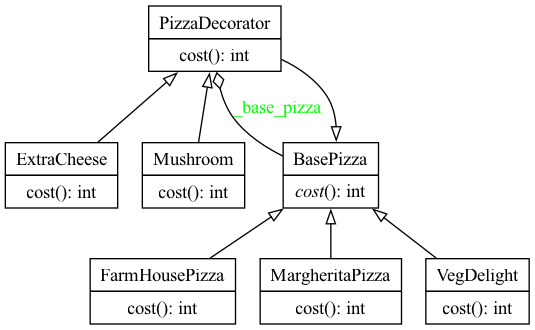 PizzaDecorator
cost(): int
_base_pizza
ExtraCheese
cost(): int
Mushroom
cost(): int
BasePizza
cost(): int
FarmHousePizza
cost(): int
MargheritaPizza
cost(): int
VegDelight
cost(): int